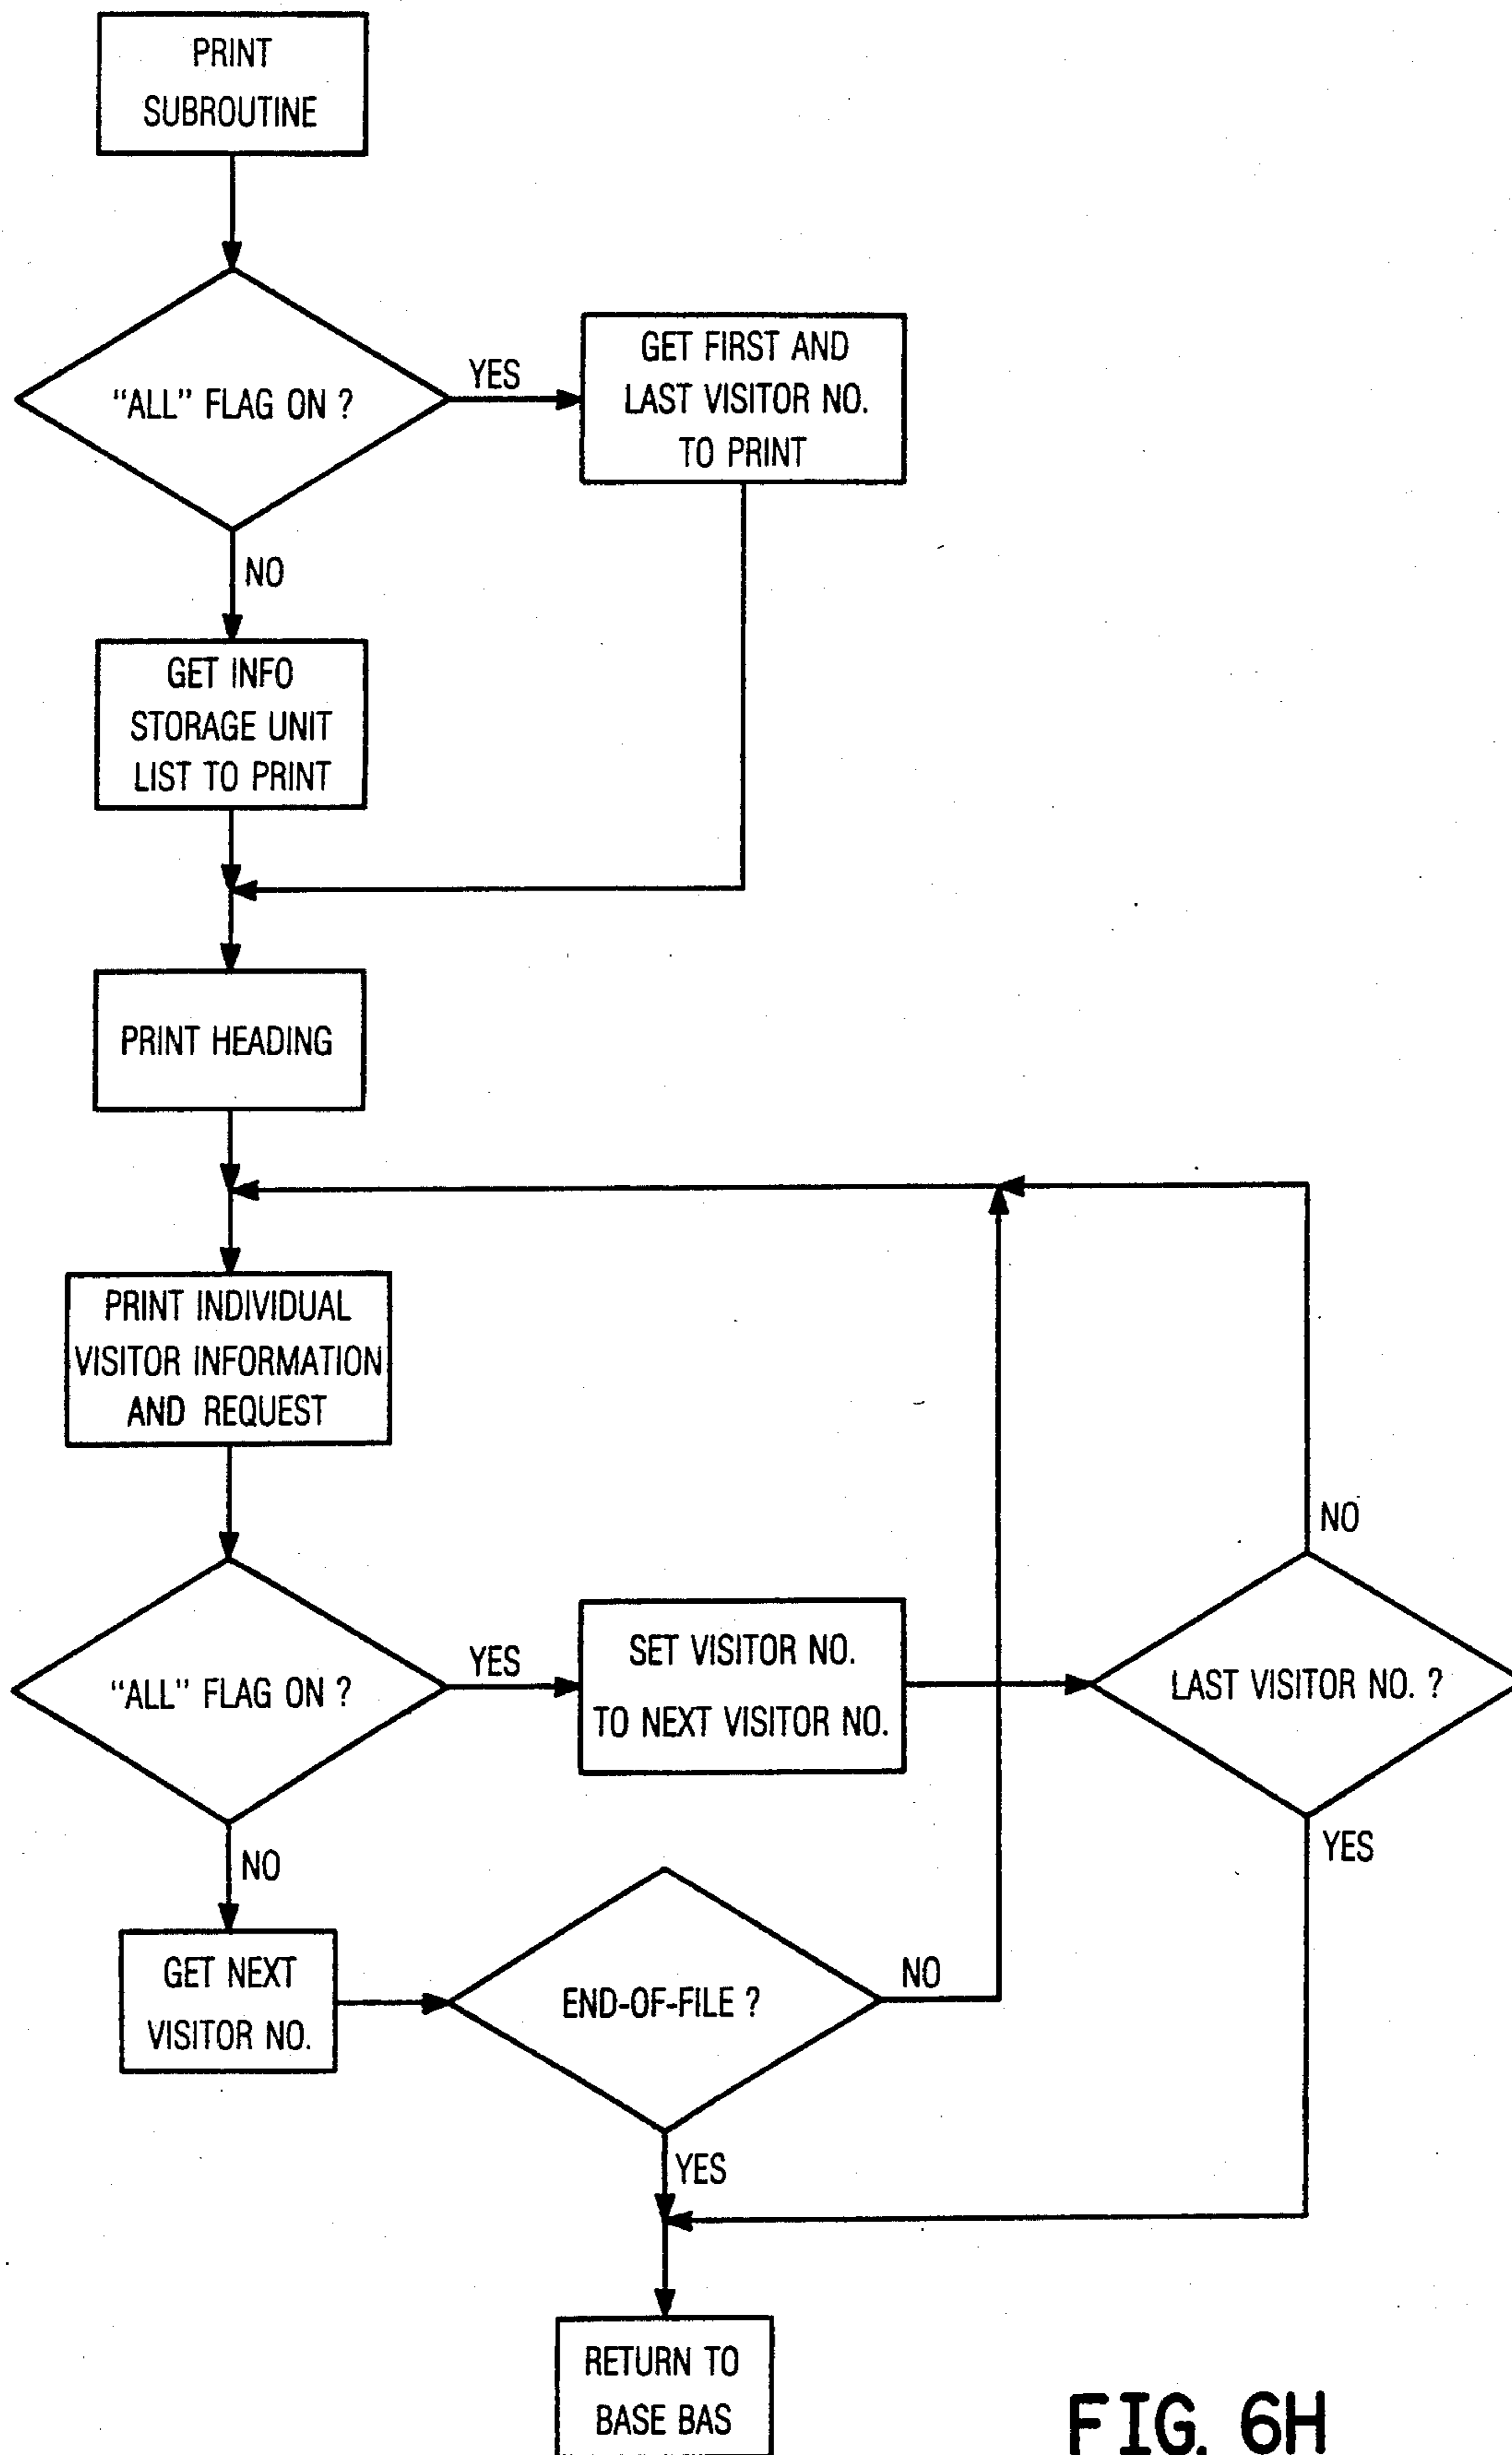 PRINT
SUBROUTINE
"ALL" FLAG ON ?
YES
GET FIRST AND
LAST VISITOR NO.
TO PRINT
NO
GET INFO
STORAGE UNIT
LIST TO PRINT
PRINT HEADING
PRINT INDIVIDUAL
VISITOR INFORMATION
AND REQUEST
"ALL" FLAG ON ?
YES
SET VISITOR NO.
TO NEXT VISITOR NO.
LAST VISITOR NO. ?
NO
YES
NO
GET NEXT
VISITOR NO.
END-OF-FILE ?
NO
YES
RETURN TO
BASE BAS
FIG. 6H